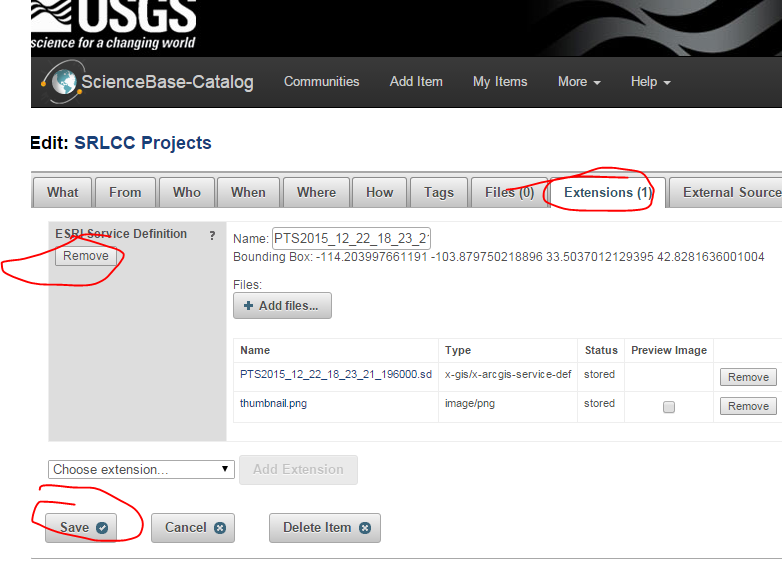 USGS
science for a changing world
ScienceBase-Catalog Communities Add Item My Items More Help
Edit: SRLCC Projects
What From Who When Where How Tags Files (0) Extensions (1) External Source
ESRI Service Definition ?
Remove
Name: PTS2015_12_22_18_23_21
Bounding Box: -114.203997661191 -103.879750218896 33.5037012129395 42.8281636001004
Files:
Add files...
Name Type Status Preview Image
PTS2015_12_22_18_23_21_196000.sd x-gis/x-arcgis-service-def stored Remove
thumbnail.png image/png stored Remove
Choose extension... Add Extension
Save Cancel Delete Item